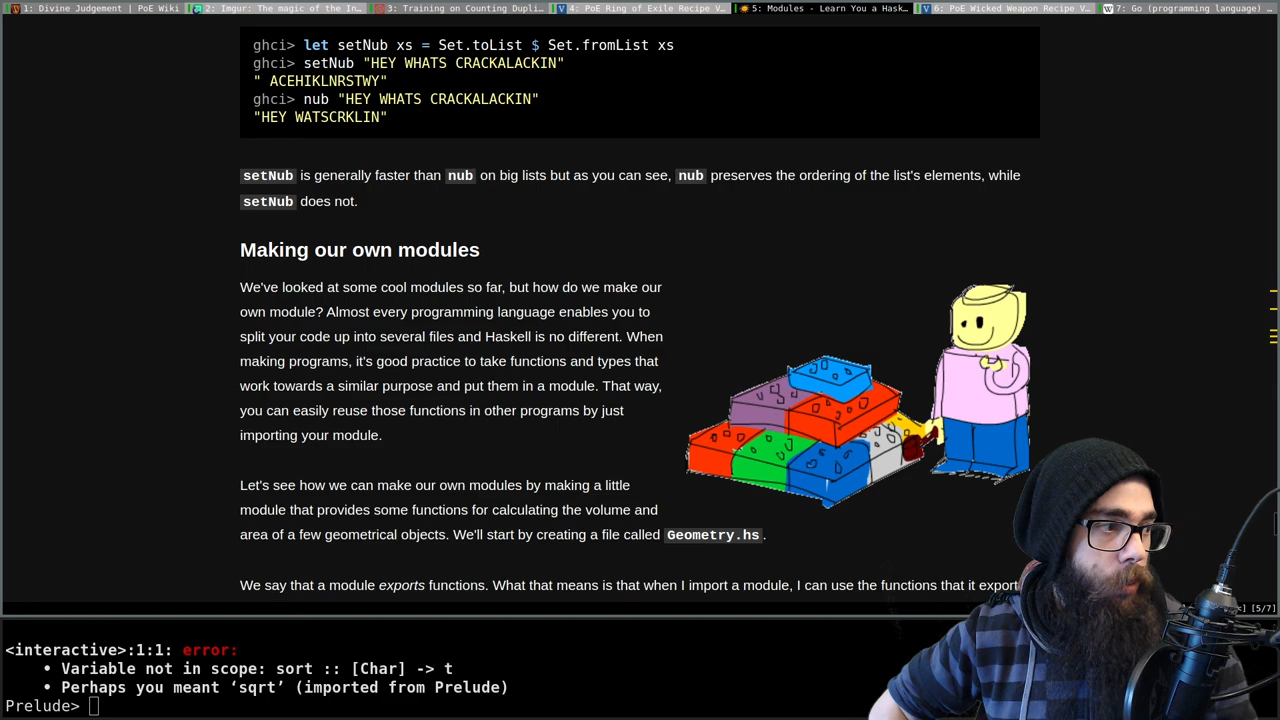 1: Divine Judgement | PoE Wiki
2: Imgur: The magic of the In…
3: Training on Counting Dupli…
4: PoE Ring of Exile Recipe V…
5: Modules - Learn You a Hask…
6: PoE Wicked Weapon Recipe V…
7: Go (programming language) …
ghci> let setNub xs = Set.toList $ Set.fromList xs
ghci> setNub "HEY WHATS CRACKALACKIN"
" ACEHIKLNRSTWY"
ghci> nub "HEY WHATS CRACKALACKIN"
"HEY WATSCRKLIN"
setNub is generally faster than nub on big lists but as you can see, nub preserves the ordering of the list's elements, while
setNub does not.
Making our own modules
We've looked at some cool modules so far, but how do we make our
own module? Almost every programming language enables you to
split your code up into several files and Haskell is no different. When
making programs, it's good practice to take functions and types that
work towards a similar purpose and put them in a module. That way,
you can easily reuse those functions in other programs by just
importing your module.
Let's see how we can make our own modules by making a little
module that provides some functions for calculating the volume and
area of a few geometrical objects. We'll start by creating a file called Geometry.hs.
We say that a module exports functions. What that means is that when I import a module, I can use the functions that it export
[5/7]
<interactive>:1:1: error:
• Variable not in scope: sort :: [Char] -> t
• Perhaps you meant ‘sqrt’ (imported from Prelude)
Prelude>